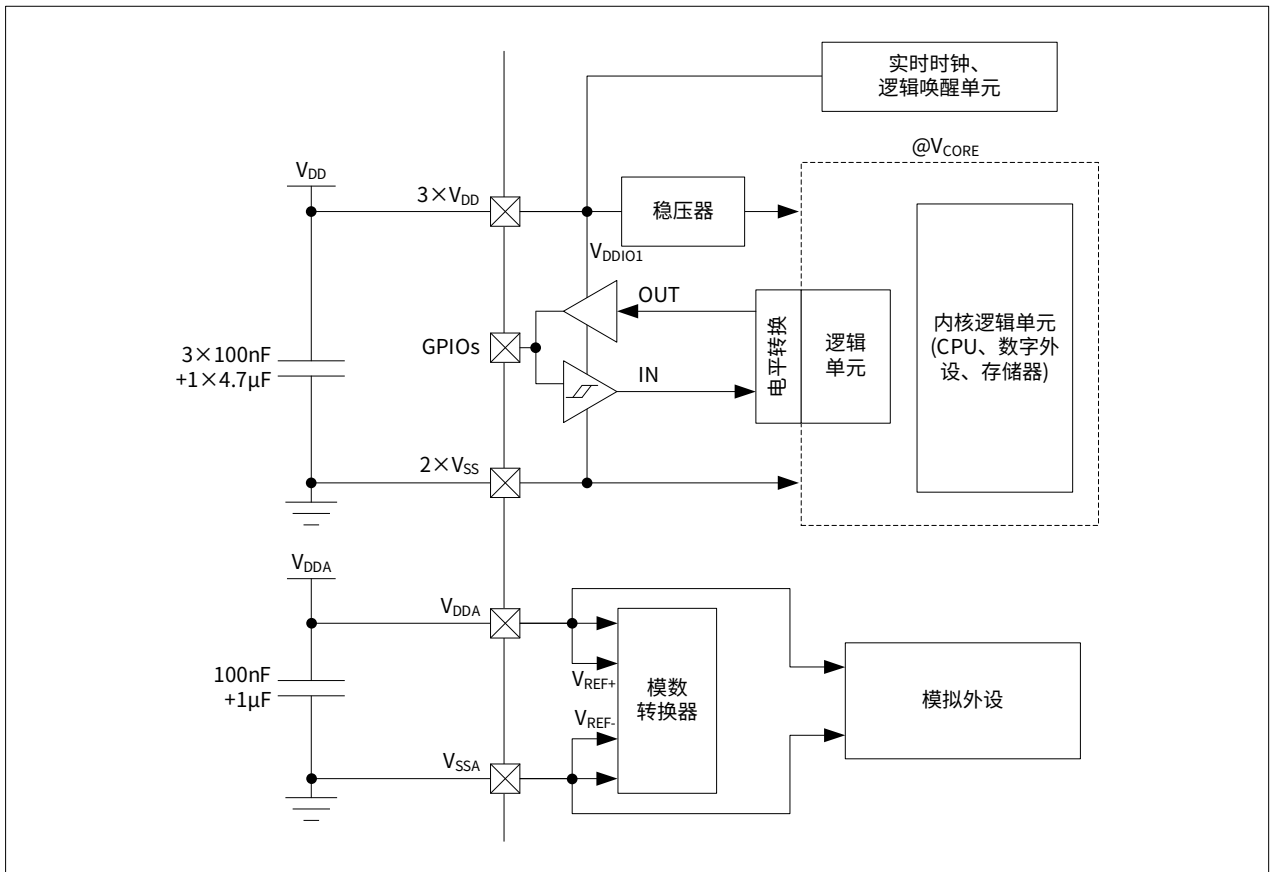 实时时钟、
逻辑唤醒单元
@VCORE
VDD
3×VDD
稳压器
VDDIO1
OUT
GPIOs
电平转换
逻辑
单元
内核逻辑单元
(CPU、数字外
设、存储器)
3×100nF
+1×4.7μF
IN
2×VSS
VDDA
VDDA
100nF
+1μF
VREF+
模数
转换器
VREF-
模拟外设
VSSA